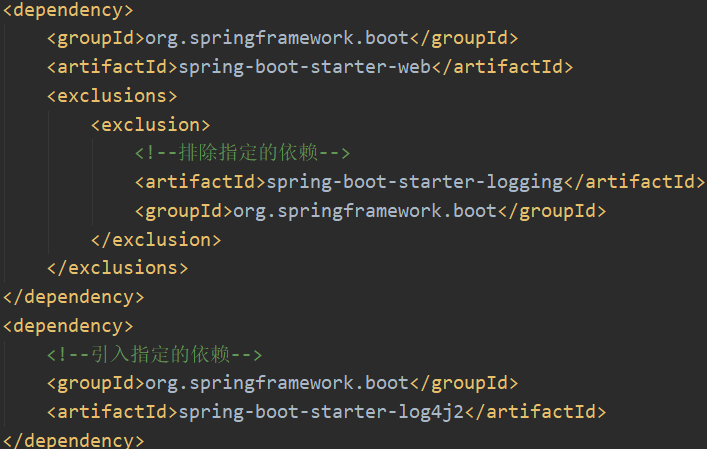 <dependency>
    <groupId>org.springframework.boot</groupId>
    <artifactId>spring-boot-starter-web</artifactId>
    <exclusions>
        <exclusion>
            <!--排除指定的依赖-->
            <artifactId>spring-boot-starter-logging</artifactId>
            <groupId>org.springframework.boot</groupId>
        </exclusion>
    </exclusions>
</dependency>
<dependency>
    <!--引入指定的依赖-->
    <groupId>org.springframework.boot</groupId>
    <artifactId>spring-boot-starter-log4j2</artifactId>
</dependency>